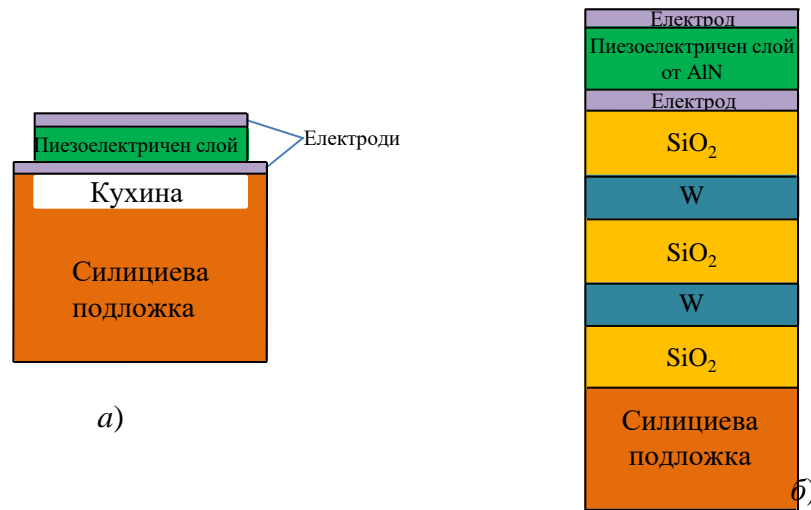 Пиезоелектричен слой
Електроди
Кухина
Силициева
подложка
а)
Електрод
Пиезоелектричен слой
от AlN
Електрод
SiO₂
W
SiO₂
W
SiO₂
Силициева
подложка
б)